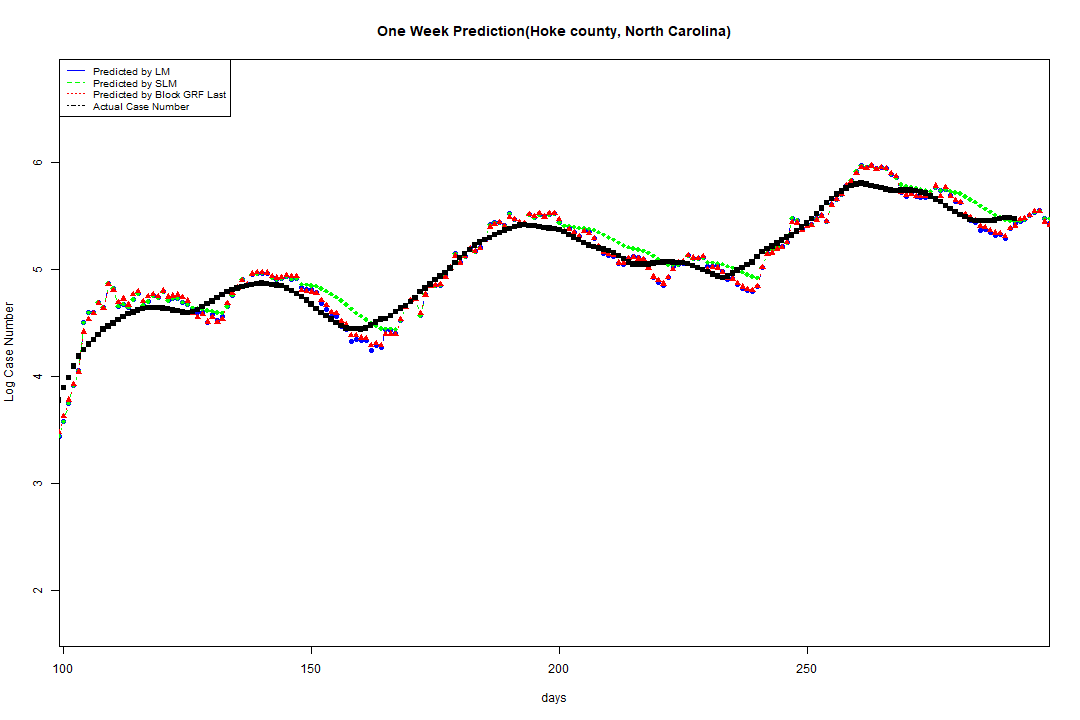 One Week Prediction(Hoke county, North Carolina)
Predicted by LM
Predicted by SLM
Predicted by Block GRF Last
Actual Case Number
6
5
4
3
2
Log Case Number
100 150 200 250
days